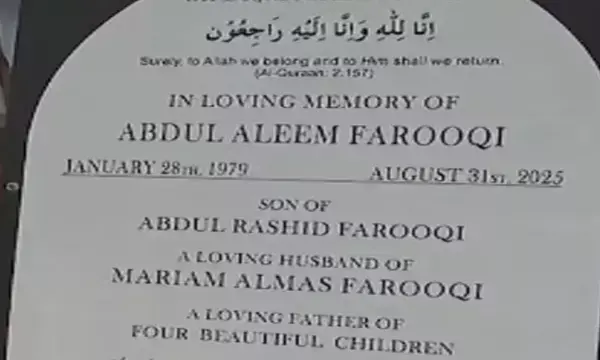 إِنَّا لِلَّهِ وَإِنَّا إِلَيْهِ رَاجِعُوْن
Surely, to Allah we belong and to Him shall we return.
(Al-Quraan: 2:157)
IN LOVING MEMORY OF
ABDUL ALEEM FAROOQI
JANUARY 28TH, 1979 AUGUST 31ST, 2025
SON OF
ABDUL RASHID FAROOQI
A LOVING HUSBAND OF
MARIAM ALMAS FAROOQI
A LOVING FATHER OF
FOUR BEAUTIFUL CHILDREN